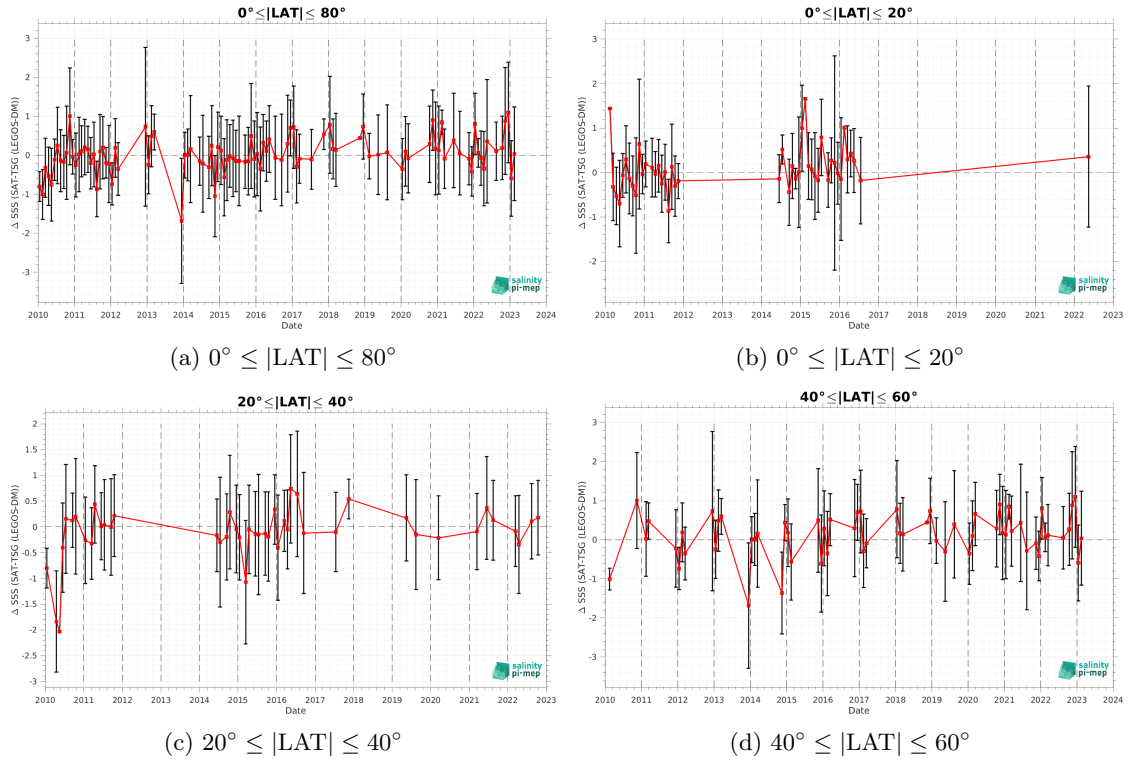 0°≤|LAT|≤ 80°
Δ SSS (SAT-TSG (LEGOS-DM))
3
2
1
0
-1
-2
-3
2010 2011 2012 2013 2014 2015 2016 2017 2018 2019 2020 2021 2022 2023 2024
Date
salinity
pi-mep
(a) 0° ≤ |LAT| ≤ 80°
0°≤|LAT|≤ 20°
Δ SSS (SAT-TSG (LEGOS-DM))
3
2
1
0
-1
-2
2010 2011 2012 2013 2014 2015 2016 2017 2018 2019 2020 2021 2022 2023
Date
salinity
pi-mep
(b) 0° ≤ |LAT| ≤ 20°
20°≤|LAT|≤ 40°
Δ SSS (SAT-TSG (LEGOS-DM))
2
1.5
1
0.5
0
-0.5
-1
-1.5
-2
-2.5
-3
2010 2011 2012 2013 2014 2015 2016 2017 2018 2019 2020 2021 2022 2023
Date
salinity
pi-mep
(c) 20° ≤ |LAT| ≤ 40°
40°≤|LAT|≤ 60°
Δ SSS (SAT-TSG (LEGOS-DM))
3
2
1
0
-1
-2
-3
2010 2011 2012 2013 2014 2015 2016 2017 2018 2019 2020 2021 2022 2023 2024
Date
salinity
pi-mep
(d) 40° ≤ |LAT| ≤ 60°